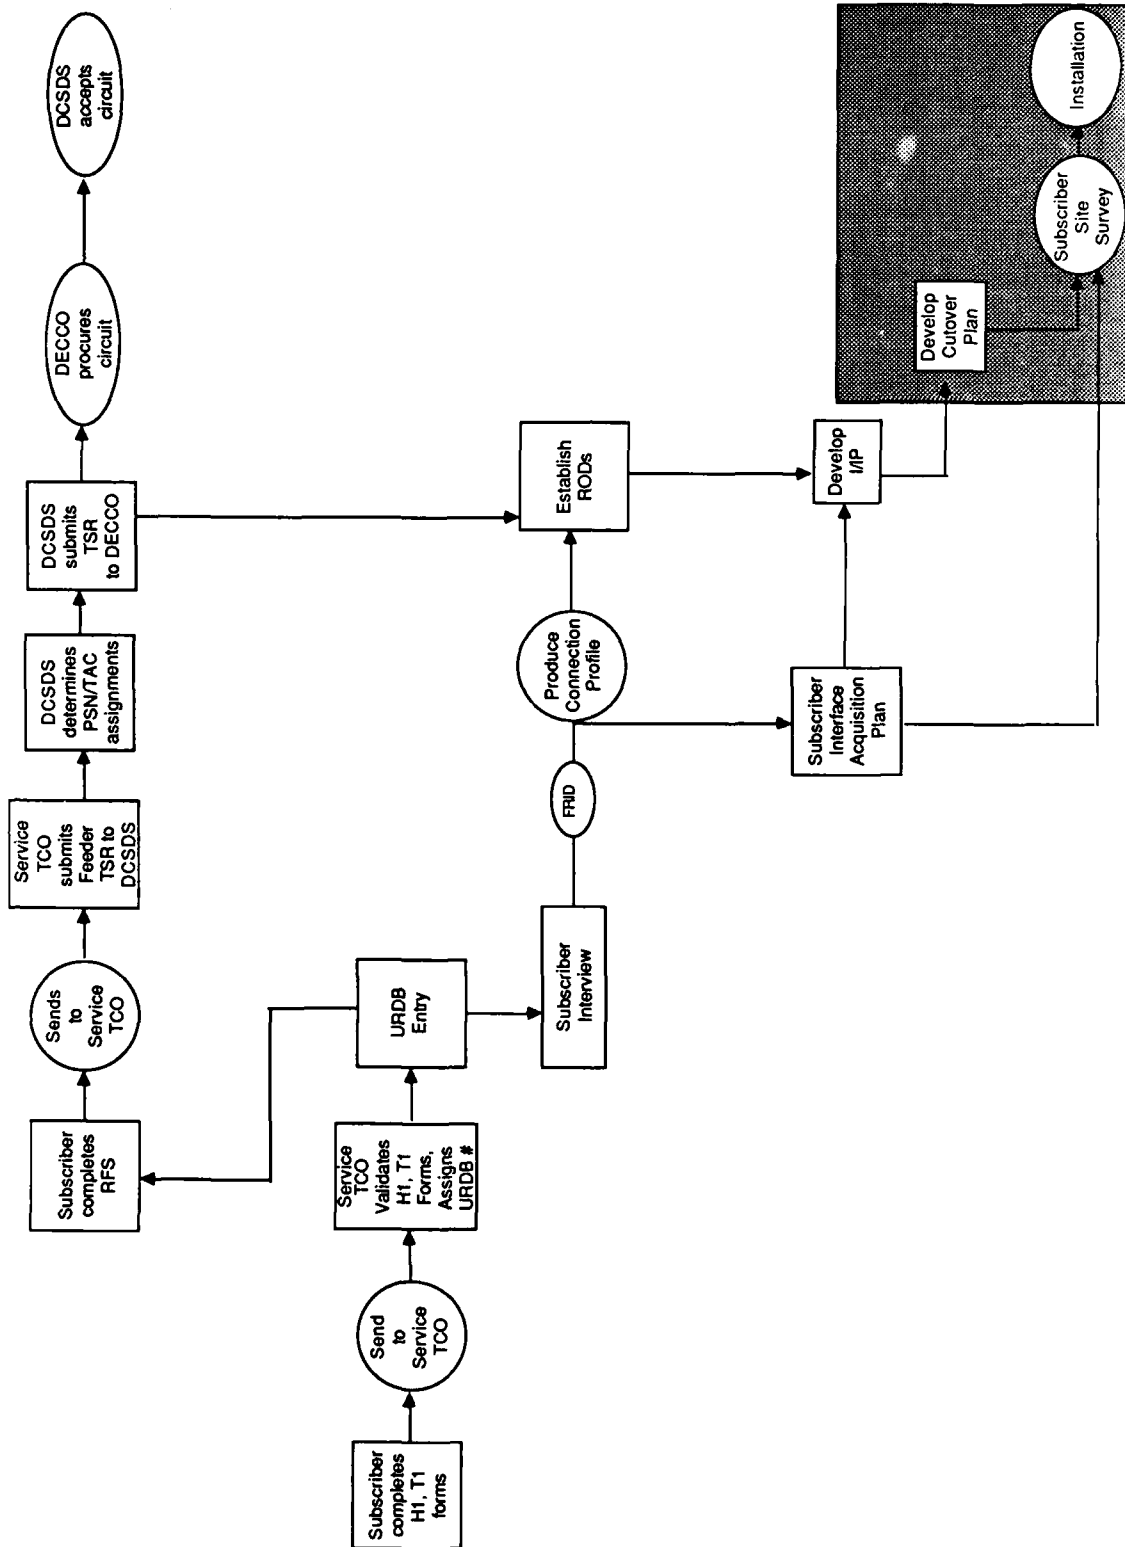 Subscriber
completes
RFS
Sends
to
Service
TCO
Service
TCO
submits
Feeder
TSR to
DCSDS
DCSDS
determines
PSN/TAC
assignments
DCSDS
submits
TSR
to DECCO
DECCO
procures
circuit
DCSDS
accepts
circuit
Subscriber
completes
H1, T1
forms
Send
to
Service
TCO
Service
TCO
Validates
H1, T1
Forms,
Assigns
URDB #
URDB
Entry
Subscriber
Interview
FRID
Produce
Connection
Profile
Establish
RODs
Subscriber
Interface
Acquisition
Plan
Develop
I/IP
Develop
Cutover
Plan
Subscriber
Site
Survey
Installation